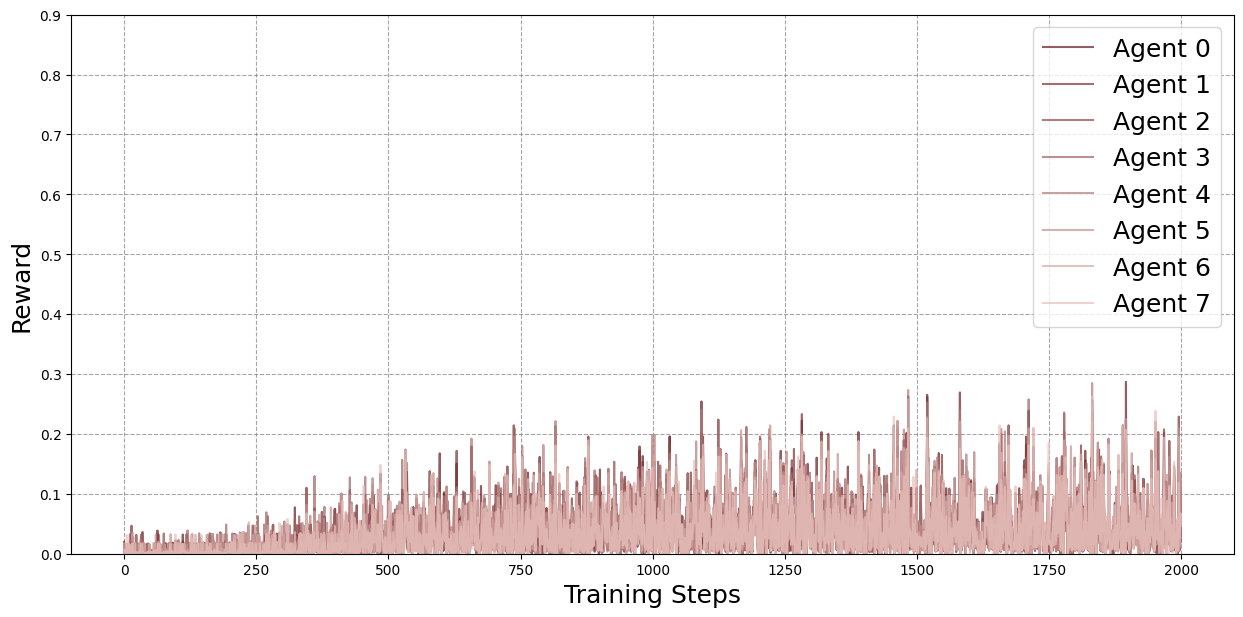 0.9
0.8
0.7
0.6
0.5
0.4
0.3
0.2
0.1
0.0
Reward
0 250 500 750 1000 1250 1500 1750 2000
Training Steps
Agent 0
Agent 1
Agent 2
Agent 3
Agent 4
Agent 5
Agent 6
Agent 7